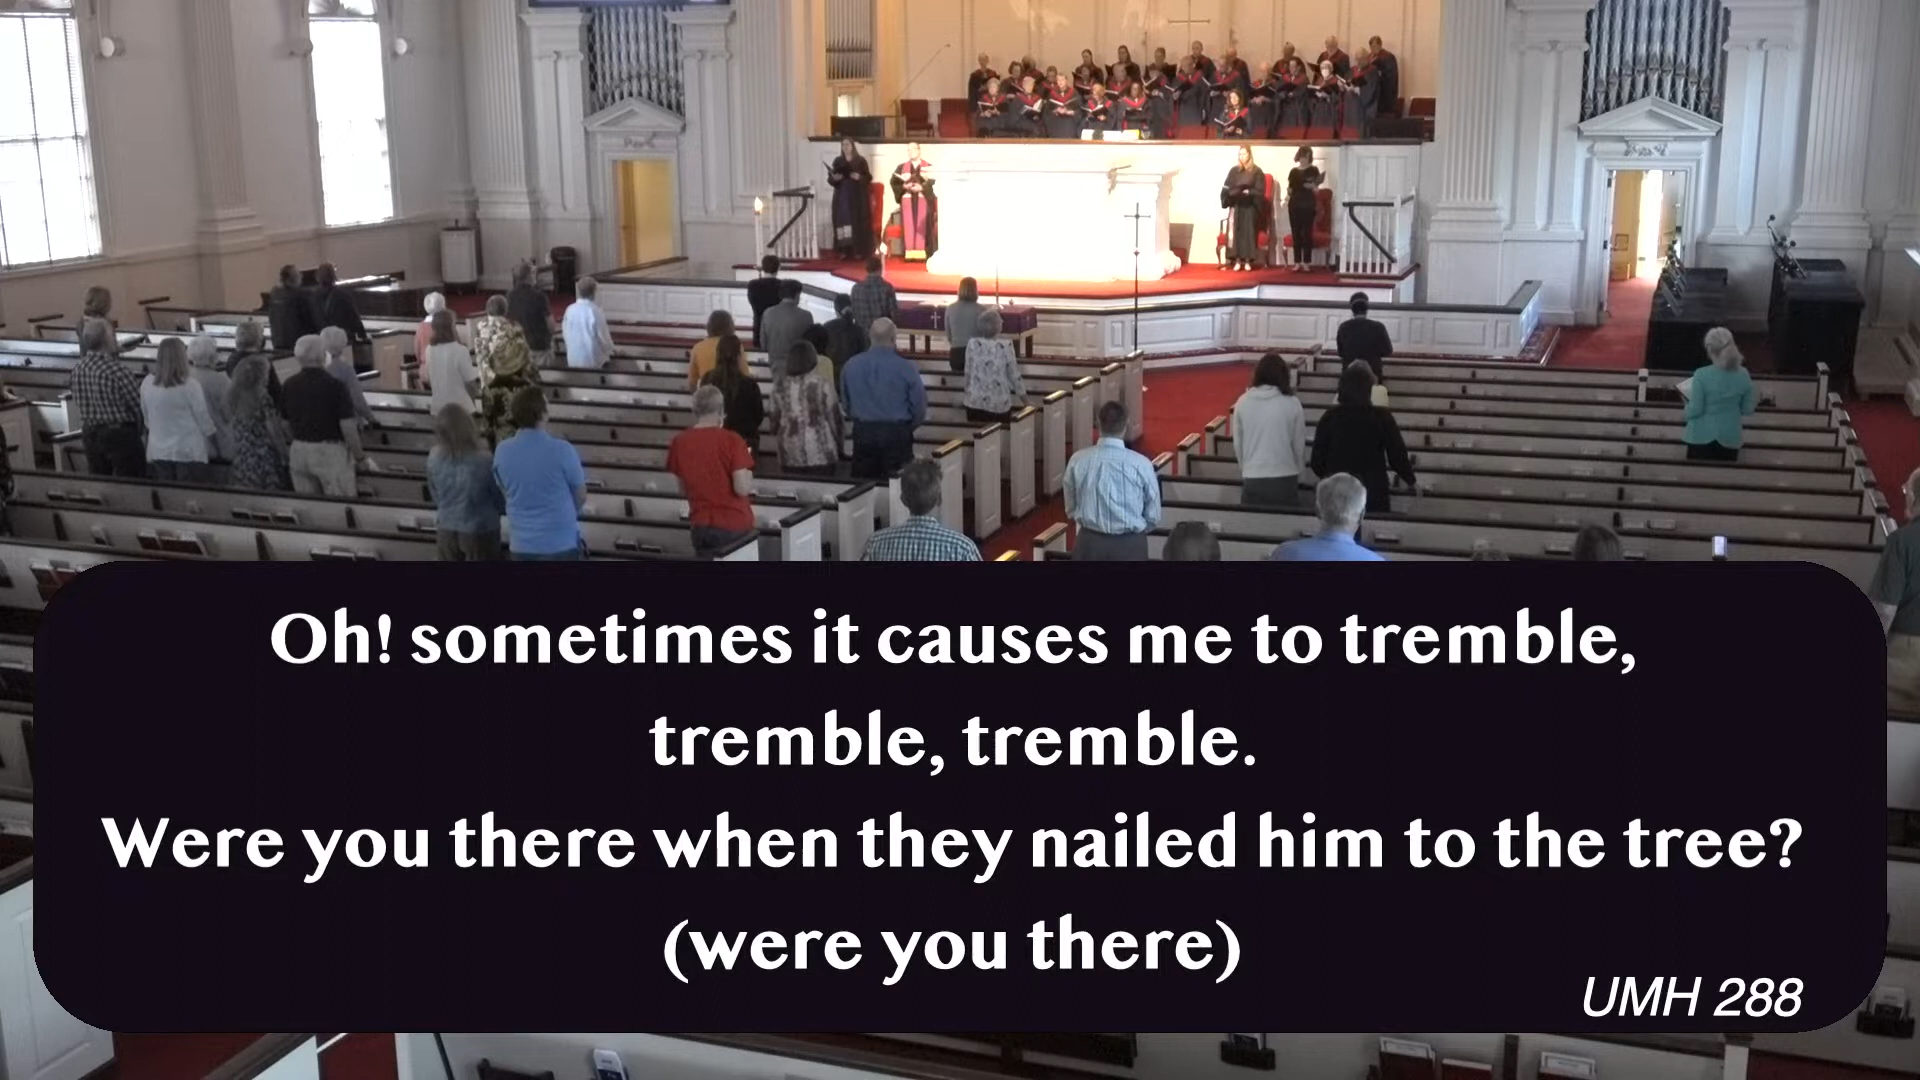 Oh! sometimes it causes me to tremble,
tremble, tremble.
Were you there when they nailed him to the tree?
(were you there)
UMH 288